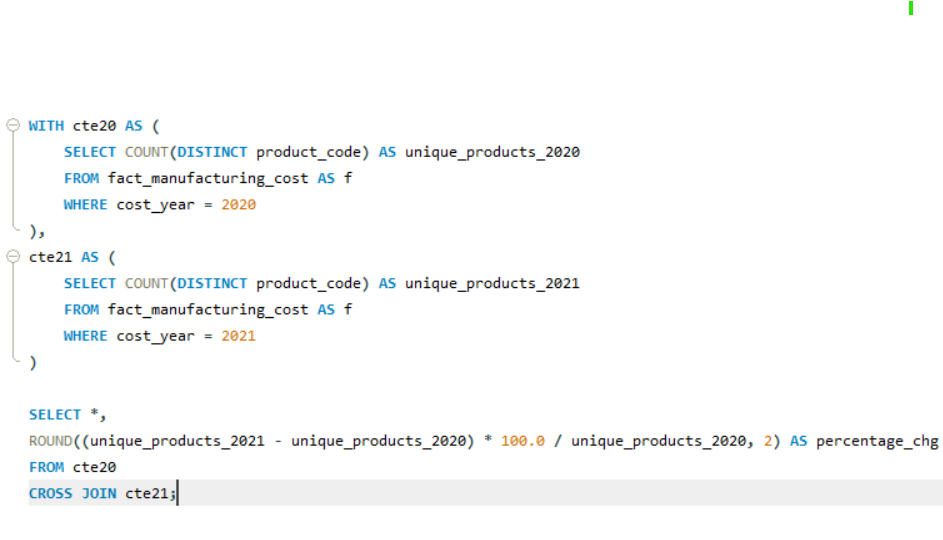 WITH cte20 AS (
SELECT COUNT(DISTINCT product_code) AS unique_products_2020
FROM fact_manufacturing_cost AS f
WHERE cost_year = 2020
),
cte21 AS (
SELECT COUNT(DISTINCT product_code) AS unique_products_2021
FROM fact_manufacturing_cost AS f
WHERE cost_year = 2021
)
SELECT *,
ROUND((unique_products_2021 - unique_products_2020) * 100.0 / unique_products_2020, 2) AS percentage_chg
FROM cte20
CROSS JOIN cte21;